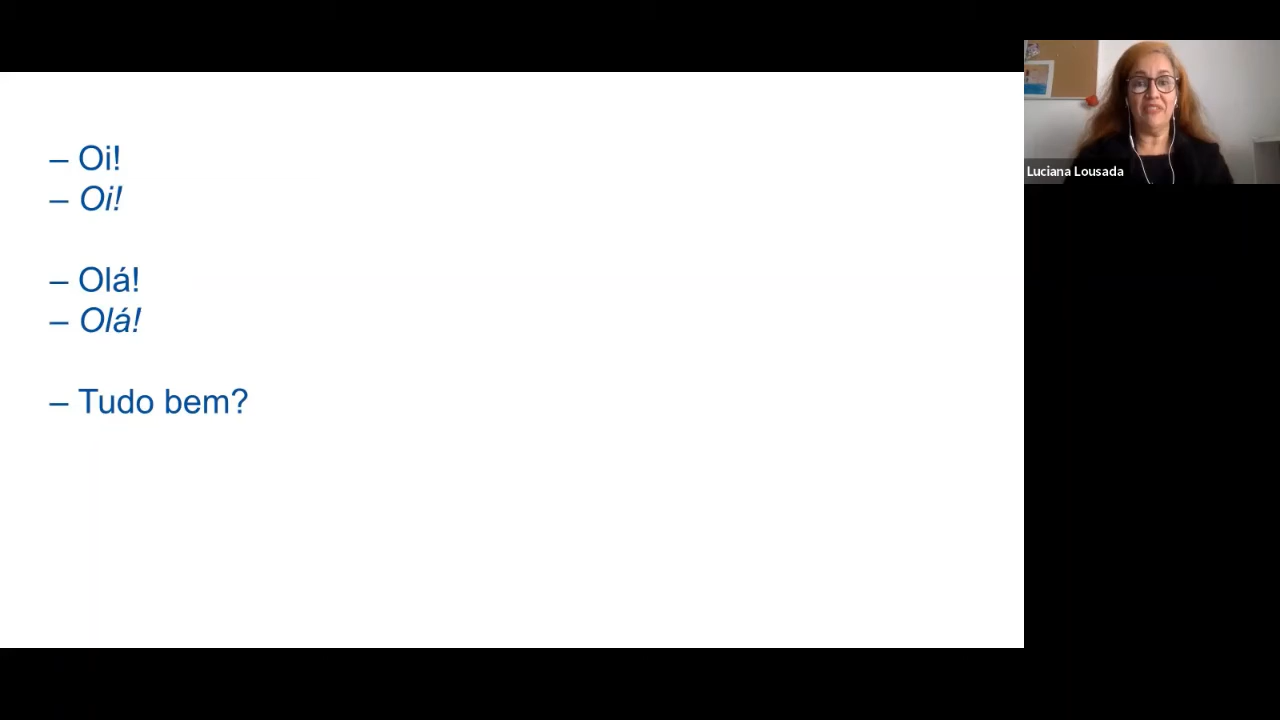 – Oi!
– Oi!
– Olá!
– Olá!
– Tudo bem?
Luciana Lousada